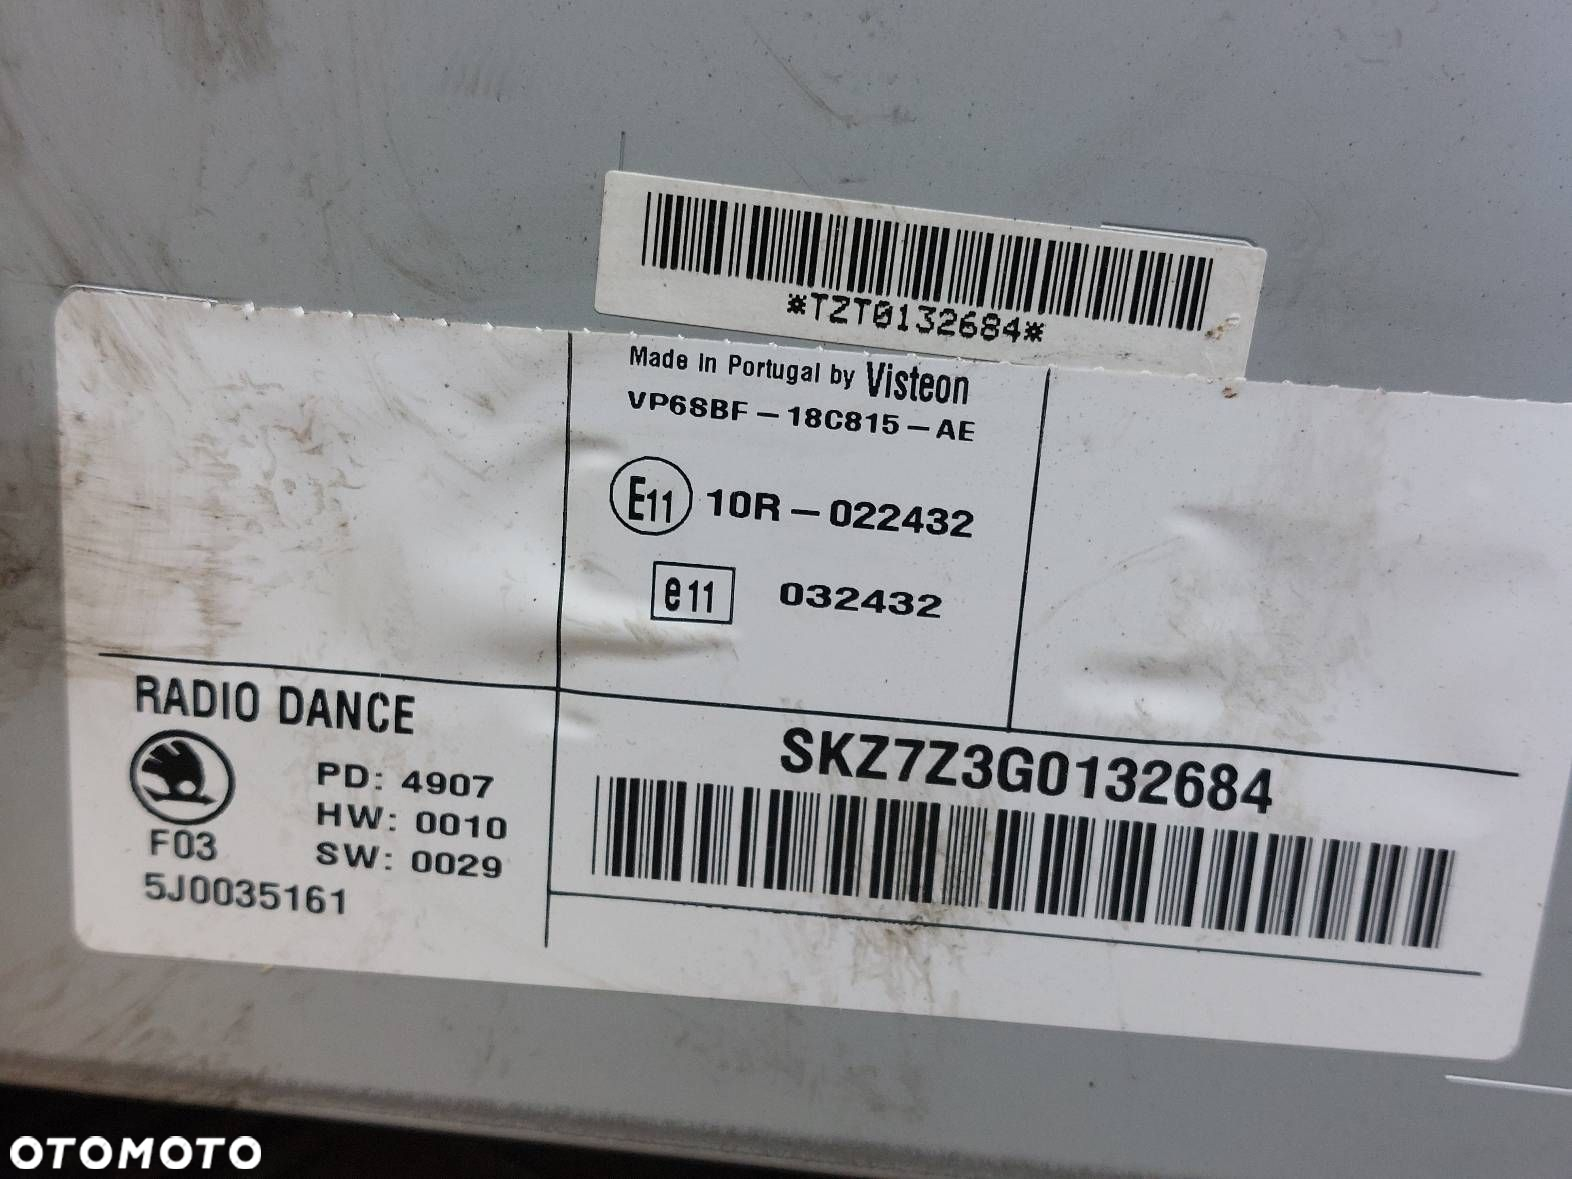 *TZT0132684*
Made in Portugal by Visteon
VP6SBF-18C815-AE
E11 10R-022432
e11 032432
RADIO DANCE
PD: 4907
HW: 0010
F03
SW: 0029
5J0035161
SKZ7Z3G0132684
OTOMOTO